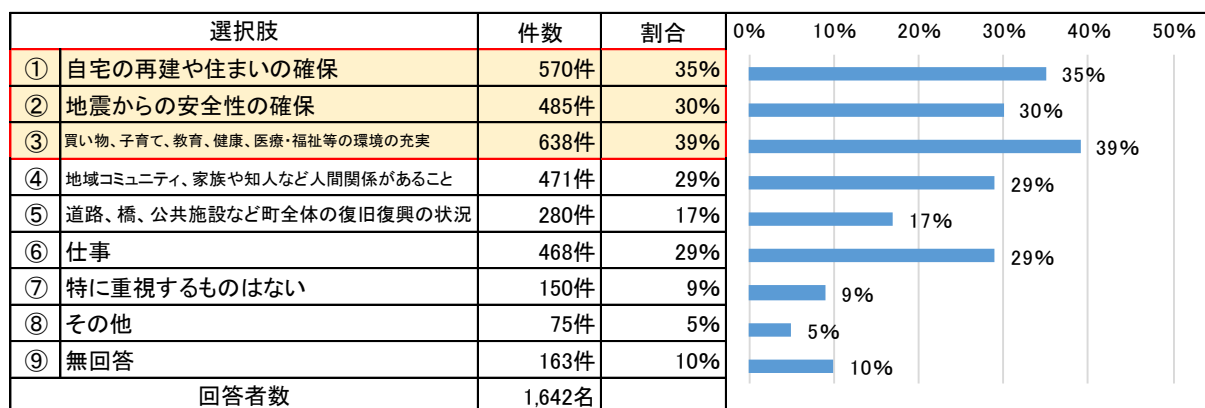 選択肢 件数 割合 0% 10% 20% 30% 40% 50%
① 自宅の再建や住まいの確保 570件 35% 35%
② 地震からの安全性の確保 485件 30% 30%
③ 買い物、子育て、教育、健康、医療・福祉等の環境の充実 638件 39% 39%
④ 地域コミュニティ、家族や知人など人間関係があること 471件 29% 29%
⑤ 道路、橋、公共施設など町全体の復旧復興の状況 280件 17% 17%
⑥ 仕事 468件 29% 29%
⑦ 特に重視するものはない 150件 9% 9%
⑧ その他 75件 5% 5%
⑨ 無回答 163件 10% 10%
回答者数 1,642名